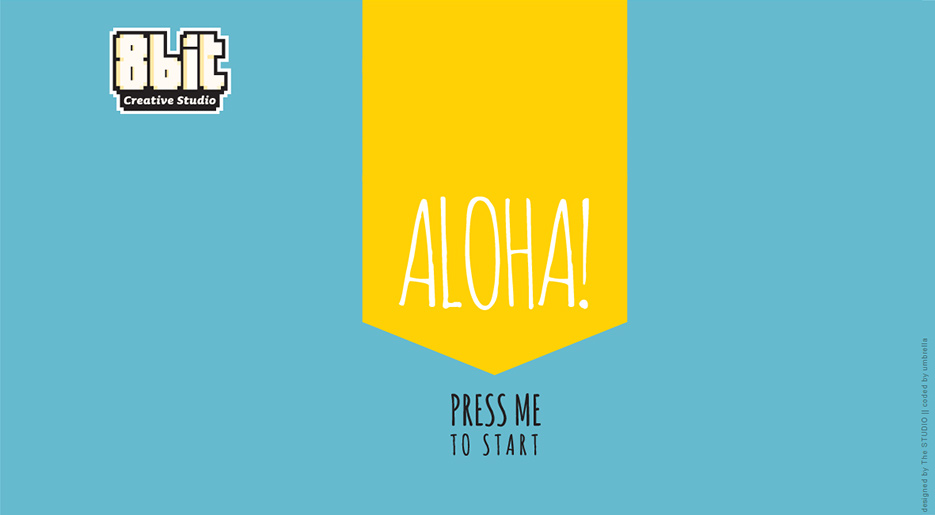 8bit
Creative Studio
ALOHA!
PRESS ME
TO START
designed by The STUDIO || coded by umbrella